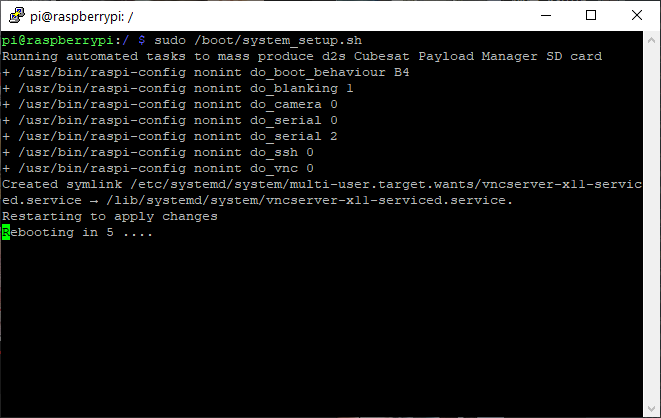 pi@raspberrypi: /
pi@raspberrypi:/ $ sudo /boot/system_setup.sh
Running automated tasks to mass produce d2s Cubesat Payload Manager SD card
+ /usr/bin/raspi-config nonint do_boot_behaviour B4
+ /usr/bin/raspi-config nonint do_blanking 1
+ /usr/bin/raspi-config nonint do_camera 0
+ /usr/bin/raspi-config nonint do_serial 0
+ /usr/bin/raspi-config nonint do_serial 2
+ /usr/bin/raspi-config nonint do_ssh 0
+ /usr/bin/raspi-config nonint do_vnc 0
Created symlink /etc/systemd/system/multi-user.target.wants/vncserver-x11-servic
ed.service → /lib/systemd/system/vncserver-x11-serviced.service.
Restarting to apply changes
Rebooting in 5 ....